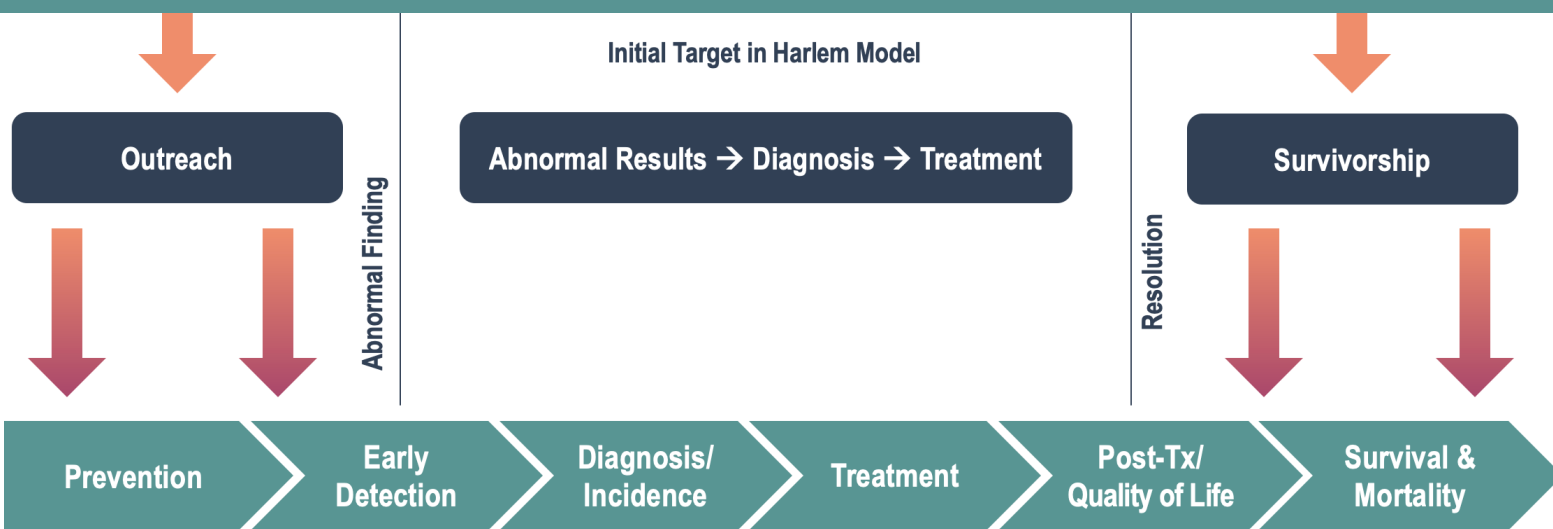 Initial Target in Harlem Model
Outreach
Abnormal Results → Diagnosis → Treatment
Survivorship
Abnormal Finding
Resolution
Prevention
Early
Detection
Diagnosis/
Incidence
Treatment
Post-Tx/
Quality of Life
Survival &
Mortality